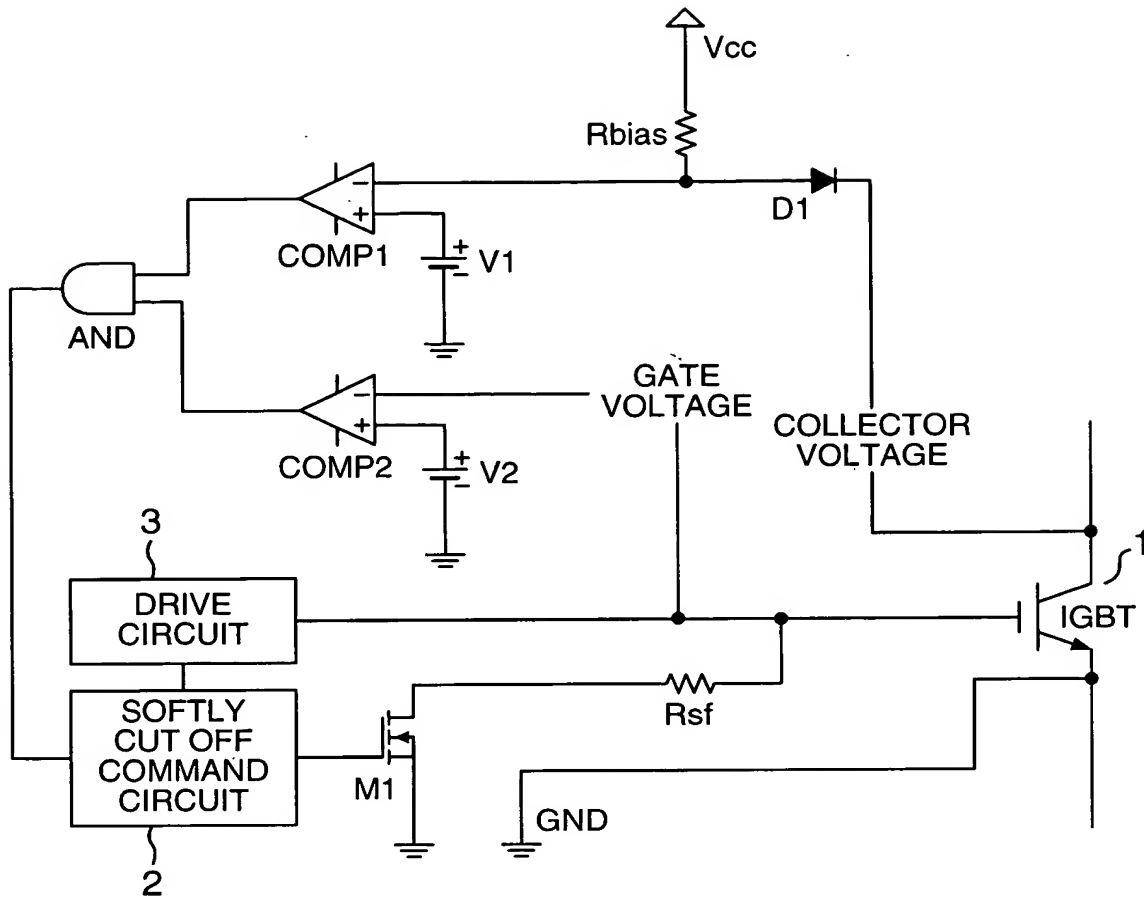 Vcc
Rbias
D1
COMP1
V1
AND
GATE
VOLTAGE
COLLECTOR
VOLTAGE
COMP2
V2
3
DRIVE
CIRCUIT
1
IGBT
SOFTLY
CUT OFF
COMMAND
CIRCUIT
Rsf
M1
GND
2